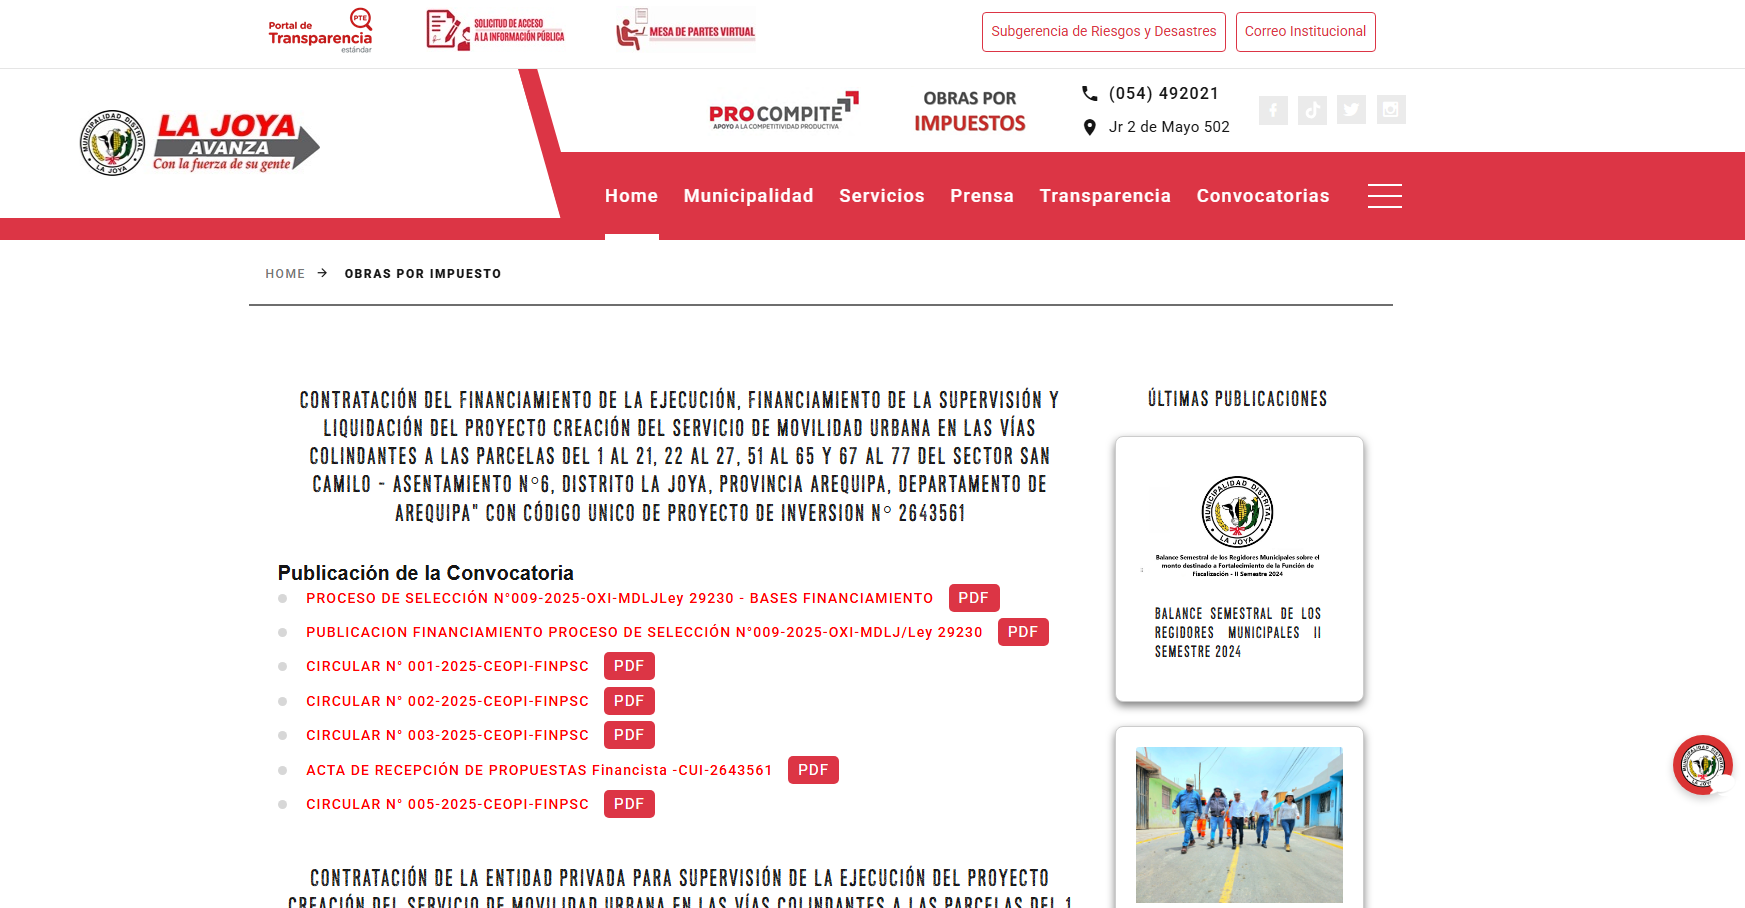 Portal de
Transparencia
estándar
PTE
SOLICITUD DE ACCESO
A LA INFORMACIÓN PÚBLICA
MESA DE PARTES VIRTUAL
Subgerencia de Riesgos y Desastres
Correo Institucional
MUNICIPALIDAD DISTRITAL
LA JOYA
LA JOYA
AVANZA
Con la fuerza de su gente
PROCOMPITE
APOYO A LA COMPETITIVIDAD PRODUCTIVA
OBRAS POR
IMPUESTOS
(054) 492021
Jr 2 de Mayo 502
Home
Municipalidad
Servicios
Prensa
Transparencia
Convocatorias
HOME → OBRAS POR IMPUESTO
CONTRATACIÓN DEL FINANCIAMIENTO DE LA EJECUCIÓN, FINANCIAMIENTO DE LA SUPERVISIÓN Y
LIQUIDACIÓN DEL PROYECTO CREACIÓN DEL SERVICIO DE MOVILIDAD URBANA EN LAS VÍAS
COLINDANTES A LAS PARCELAS DEL 1 AL 21, 22 AL 27, 51 AL 65 Y 67 AL 77 DEL SECTOR SAN
CAMILO - ASENTAMIENTO N°6, DISTRITO LA JOYA, PROVINCIA AREQUIPA, DEPARTAMENTO DE
AREQUIPA" CON CÓDIGO UNICO DE PROYECTO DE INVERSION N° 2643561
Publicación de la Convocatoria
PROCESO DE SELECCIÓN N°009-2025-OXI-MDLJLey 29230 - BASES FINANCIAMIENTO PDF
PUBLICACION FINANCIAMIENTO PROCESO DE SELECCIÓN N°009-2025-OXI-MDLJ/Ley 29230 PDF
CIRCULAR N° 001-2025-CEOPI-FINPSC PDF
CIRCULAR N° 002-2025-CEOPI-FINPSC PDF
CIRCULAR N° 003-2025-CEOPI-FINPSC PDF
ACTA DE RECEPCIÓN DE PROPUESTAS Financista -CUI-2643561 PDF
CIRCULAR N° 005-2025-CEOPI-FINPSC PDF
CONTRATACIÓN DE LA ENTIDAD PRIVADA PARA SUPERVISIÓN DE LA EJECUCIÓN DEL PROYECTO
CREACIÓN DEL SERVICIO DE MOVILIDAD URBANA EN LAS VÍAS COLINDANTES A LAS PARCELAS DEL 1
ÚLTIMAS PUBLICACIONES
MUNICIPALIDAD DISTRITAL
LA JOYA
Balance Semestral de los Regidores Municipales sobre el
monto destinado a Fortalecimiento de la Función de
Fiscalización - II Semestre 2024
BALANCE SEMESTRAL DE LOS
REGIDORES MUNICIPALES II
SEMESTRE 2024